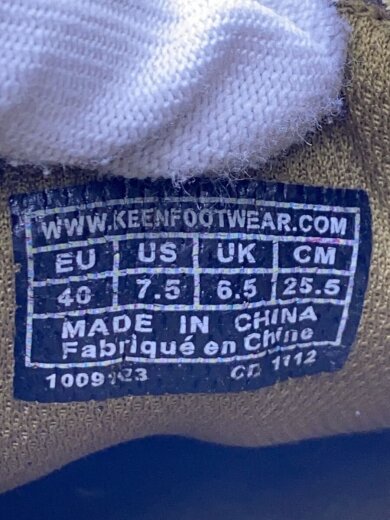 WWW.KEENFOOTWEAR.COM
EU US UK CM
40 7.5 6.5 25.5
MADE IN CHINA
Fabriqué en Chine
CD 1112